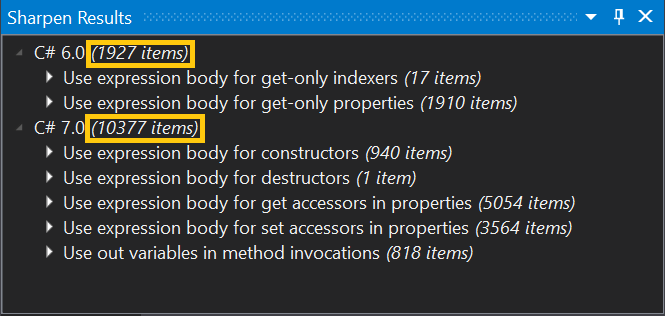 Sharpen Results
C# 6.0 (1927 items)
Use expression body for get-only indexers (17 items)
Use expression body for get-only properties (1910 items)
C# 7.0 (10377 items)
Use expression body for constructors (940 items)
Use expression body for destructors (1 item)
Use expression body for get accessors in properties (5054 items)
Use expression body for set accessors in properties (3564 items)
Use out variables in method invocations (818 items)